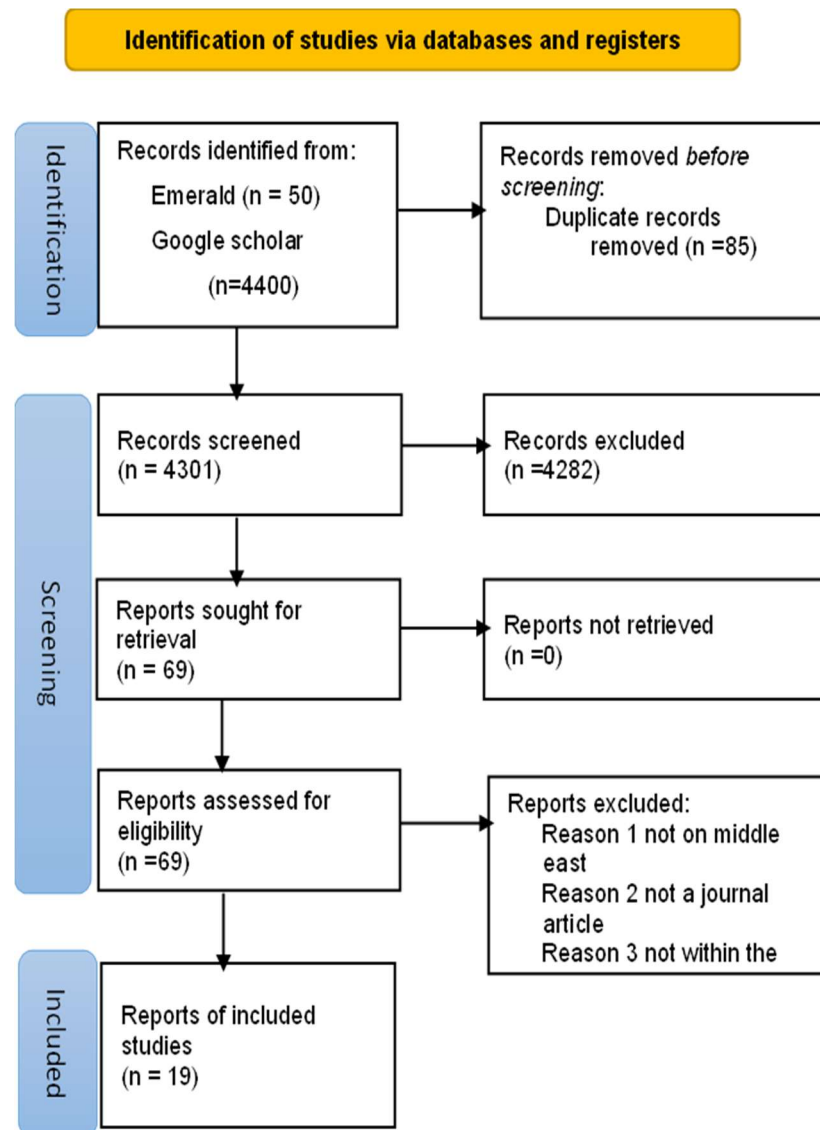 Identification of studies via databases and registers
Identification
Records identified from:
Emerald (n = 50)
Google scholar
(n=4400)
Records removed before
screening:
Duplicate records
removed (n =85)
Screening
Records screened
(n = 4301)
Records excluded
(n =4282)
Reports sought for
retrieval
(n = 69)
Reports not retrieved
(n =0)
Reports assessed for
eligibility
(n =69)
Reports excluded:
Reason 1 not on middle
east
Reason 2 not a journal
article
Reason 3 not within the
Included
Reports of included
studies
(n = 19)